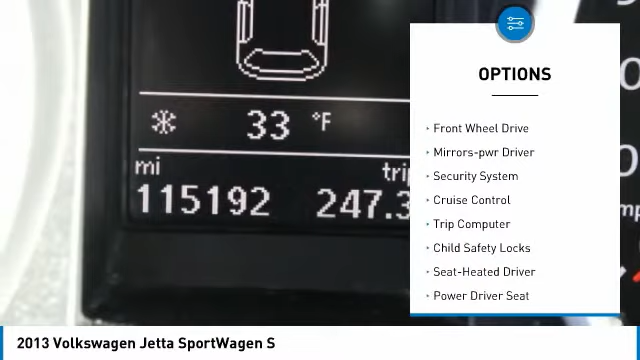 33 °F
mi
trip
115192 247.3
OPTIONS
Front Wheel Drive
Mirrors-pwr Driver
Security System
Cruise Control
Trip Computer
Child Safety Locks
Seat-Heated Driver
Power Driver Seat
2013 Volkswagen Jetta SportWagen S